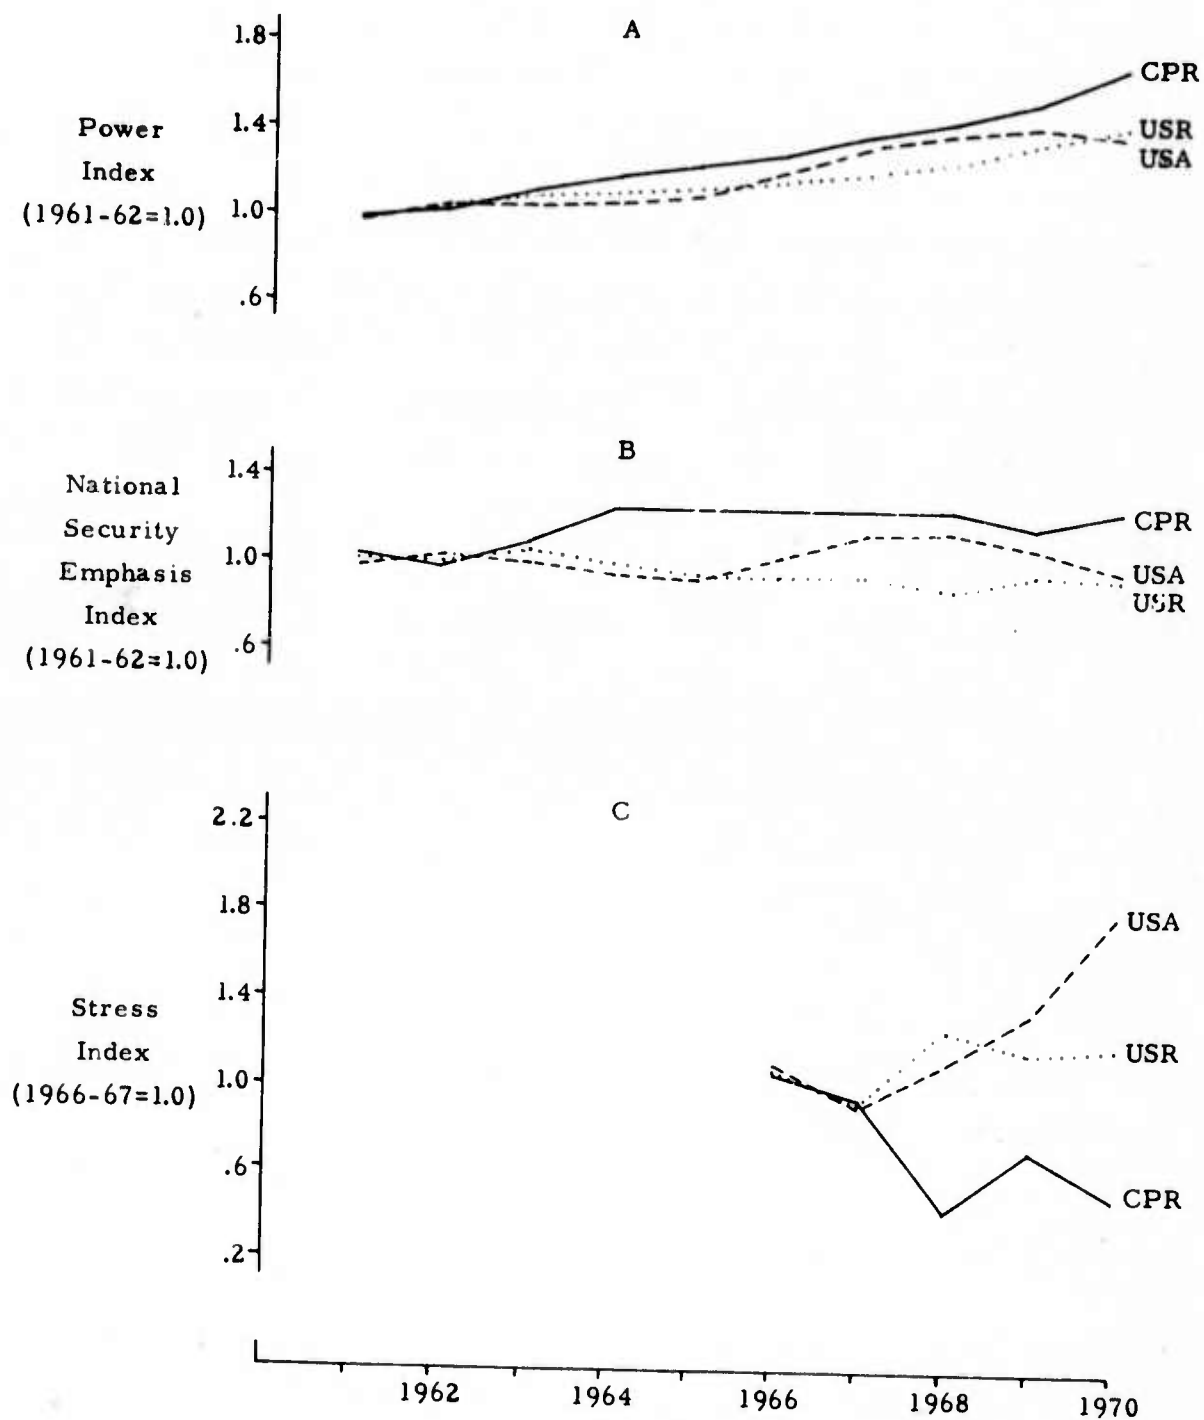 A
1.8
1.4
1.0
.6
Power
Index
(1961-62=1.0)
CPR
USR
USA
B
1.4
1.0
.6
National
Security
Emphasis
Index
(1961-62=1.0)
CPR
USA
USR
C
2.2
1.8
1.4
1.0
.6
.2
Stress
Index
(1966-67=1.0)
USA
USR
CPR
1962 1964 1966 1968 1970